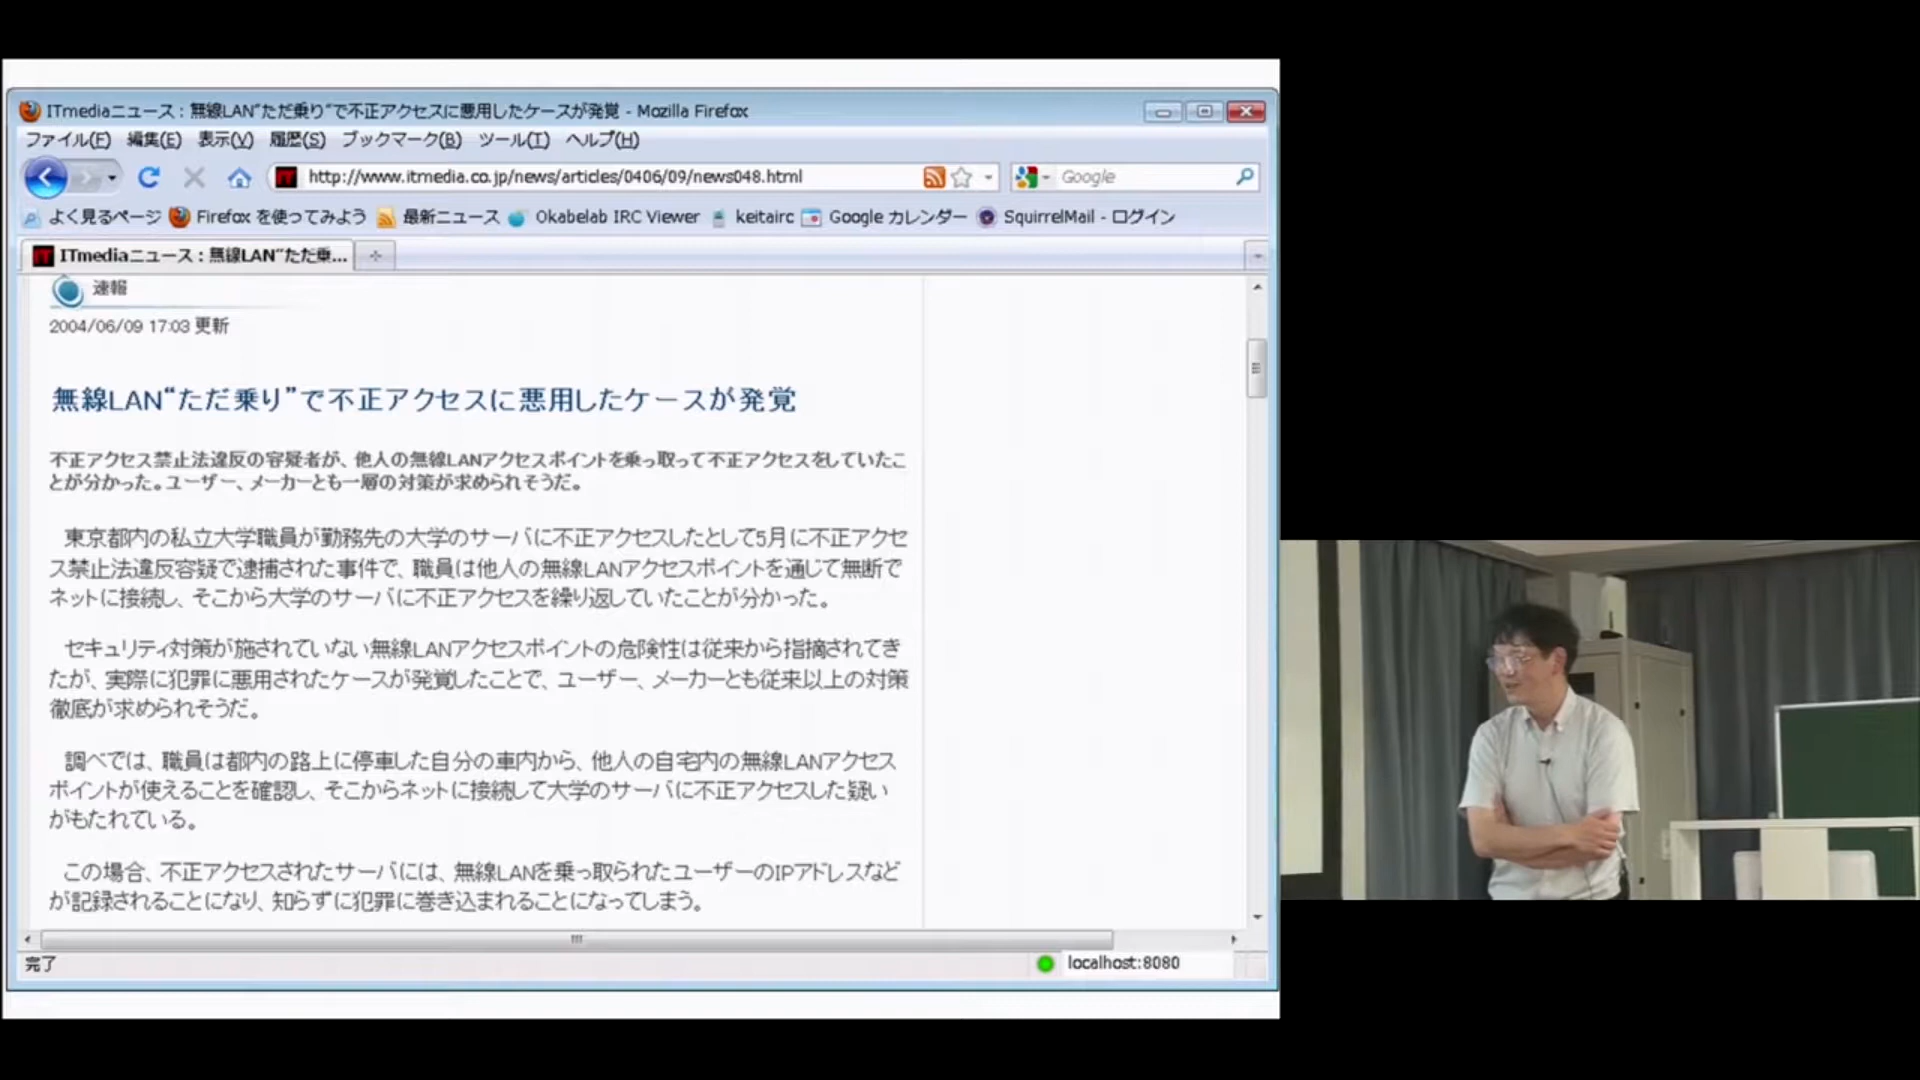 ITmediaニュース：無線LAN“ただ乗り”で不正アクセスに悪用したケースが発覚 - Mozilla Firefox
ファイル(F) 編集(E) 表示(V) 履歴(S) ブックマーク(B) ツール(T) ヘルプ(H)
http://www.itmedia.co.jp/news/articles/0406/09/news048.html Google
よく見るページ Firefox を使ってみよう 最新ニュース Okabelab IRC Viewer keitairc Google カレンダー SquirrelMail - ログイン
ITmediaニュース：無線LAN“ただ乗...
速報
2004/06/09 17:03 更新
無線LAN“ただ乗り”で不正アクセスに悪用したケースが発覚
不正アクセス禁止法違反の容疑者が、他人の無線LANアクセスポイントを乗っ取って不正アクセスをしていたこ
とが分かった。ユーザー、メーカーとも一層の対策が求められそうだ。
東京都内の私立大学職員が勤務先の大学のサーバに不正アクセスしたとして5月に不正アクセ
ス禁止法違反容疑で逮捕された事件で、職員は他人の無線LANアクセスポイントを通じて無断で
ネットに接続し、そこから大学のサーバに不正アクセスを繰り返していたことが分かった。
セキュリティ対策が施されていない無線LANアクセスポイントの危険性は従来から指摘されてき
たが、実際に犯罪に悪用されたケースが発覚したことで、ユーザー、メーカーとも従来以上の対策
徹底が求められそうだ。
調べでは、職員は都内の路上に停車した自分の車内から、他人の自宅内の無線LANアクセス
ポイントが使えることを確認し、そこからネットに接続して大学のサーバに不正アクセスした疑い
がもたれている。
この場合、不正アクセスされたサーバには、無線LANを乗っ取られたユーザーのIPアドレスなど
が記録されることになり、知らずに犯罪に巻き込まれることになってしまう。
完了 localhost:8080